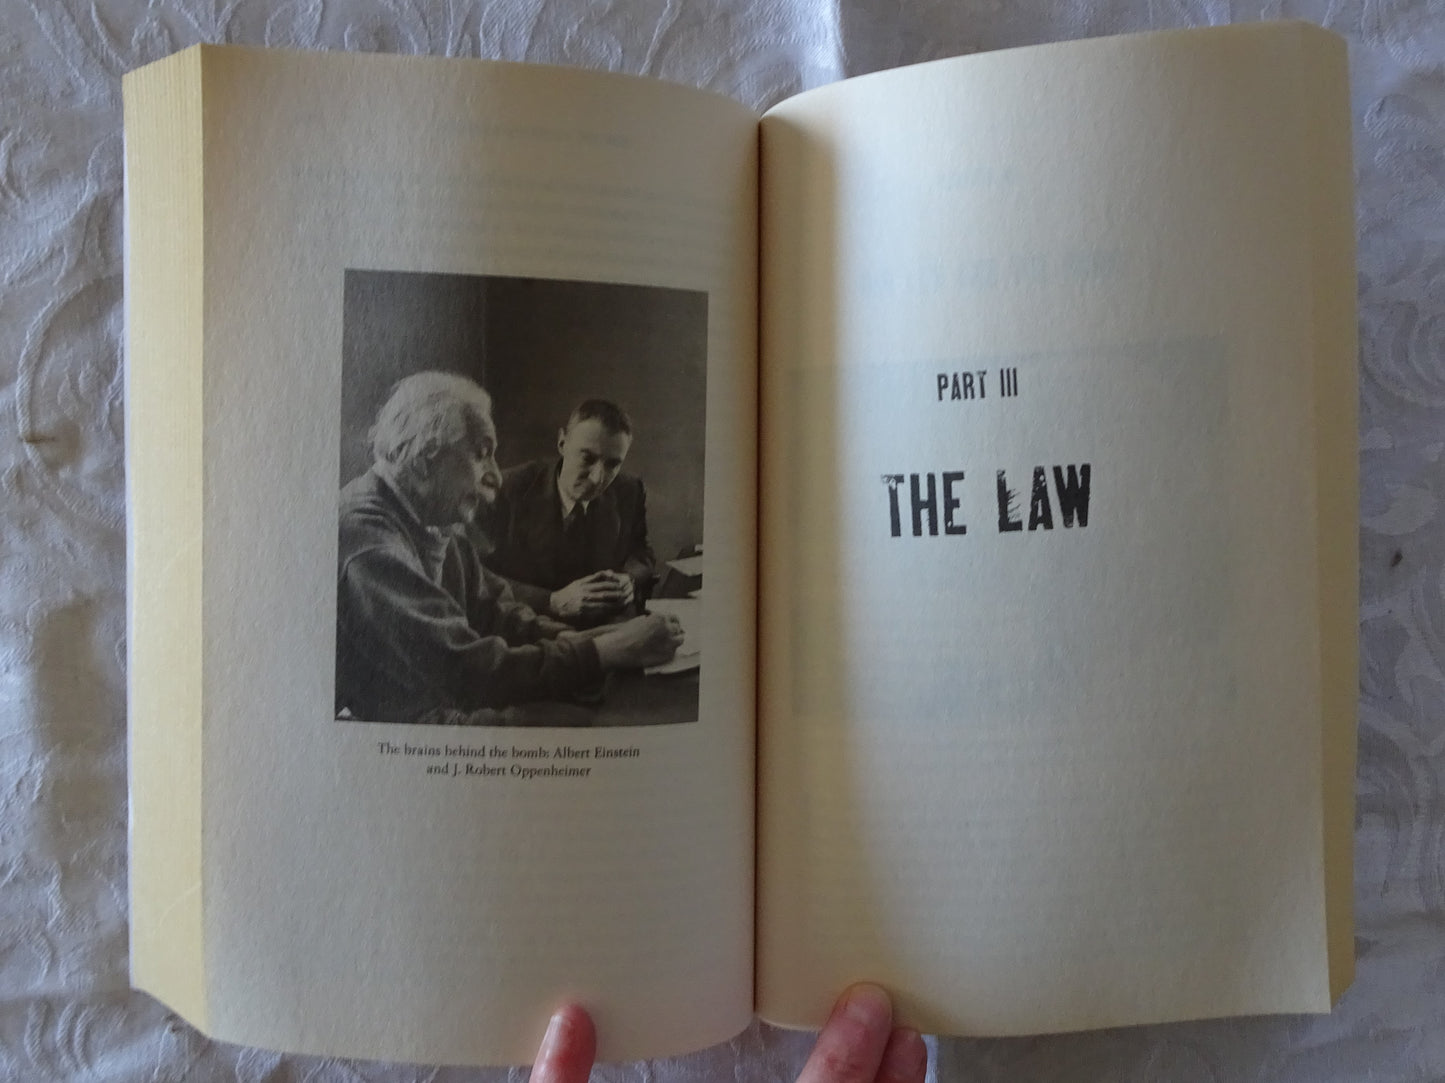 The brains behind the bomb: Albert Einstein
and J. Robert Oppenheimer
PART III
THE LAW